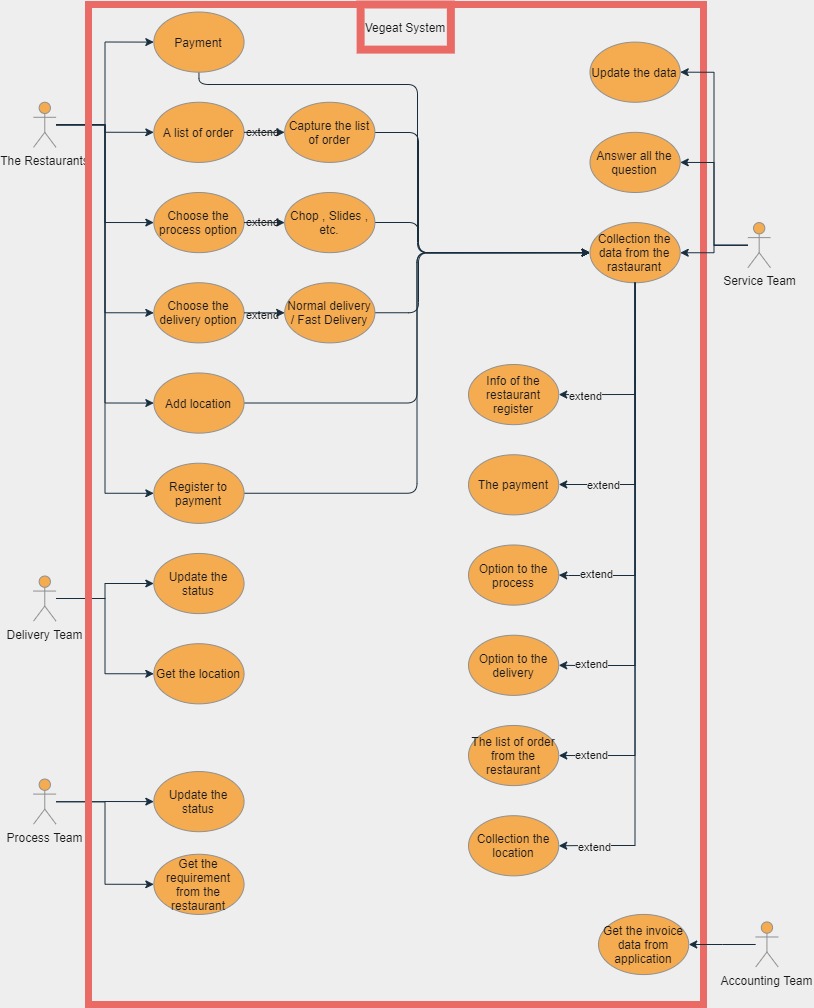 Vegeat System
Payment
Update the data
The Restaurants
A list of order
extend
Capture the list
of order
Answer all the
question
Choose the
process option
extend
Chop , Slides ,
etc.
Collection the
data from the
rastaurant
Service Team
Choose the
delivery option
extend
Normal delivery
/ Fast Delivery
Add location
Info of the
restaurant
register
extend
Register to
payment
The payment
extend
Delivery Team
Update the
status
Option to the
process
extend
Get the location
Option to the
delivery
extend
The list of order
from the
restaurant
extend
Process Team
Update the
status
Collection the
location
extend
Get the
requirement
from the
restaurant
Get the invoice
data from
application
Accounting Team